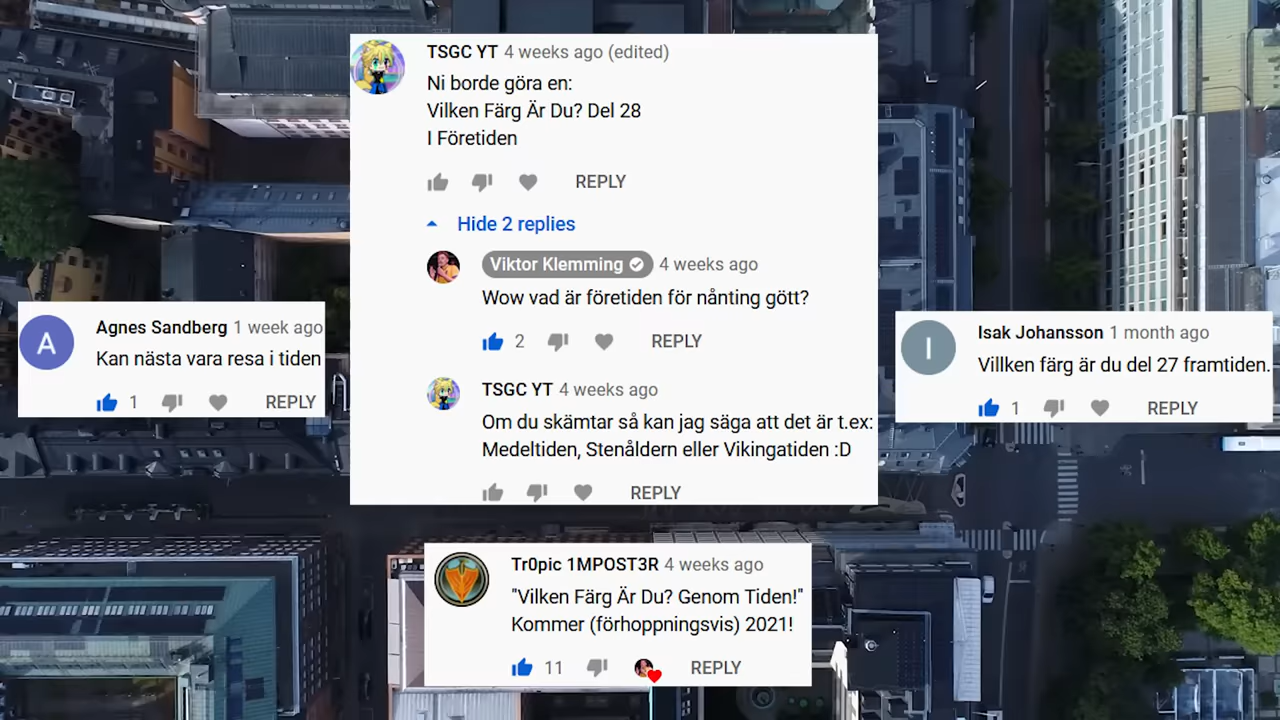 TSGC YT 4 weeks ago (edited)
Ni borde göra en:
Vilken Färg Är Du? Del 28
I Företiden
REPLY
Hide 2 replies
Viktor Klemming 4 weeks ago
Wow vad är företiden för nånting gött?
2 REPLY
TSGC YT 4 weeks ago
Om du skämtar så kan jag säga att det är t.ex:
Medeltiden, Stenåldern eller Vikingatiden :D
REPLY
A
Agnes Sandberg 1 week ago
Kan nästa vara resa i tiden
1 REPLY
I
Isak Johansson 1 month ago
Villken färg är du del 27 framtiden.
1 REPLY
Tr0pic 1MPOST3R 4 weeks ago
"Vilken Färg Är Du? Genom Tiden!"
Kommer (förhoppningsvis) 2021!
11 REPLY